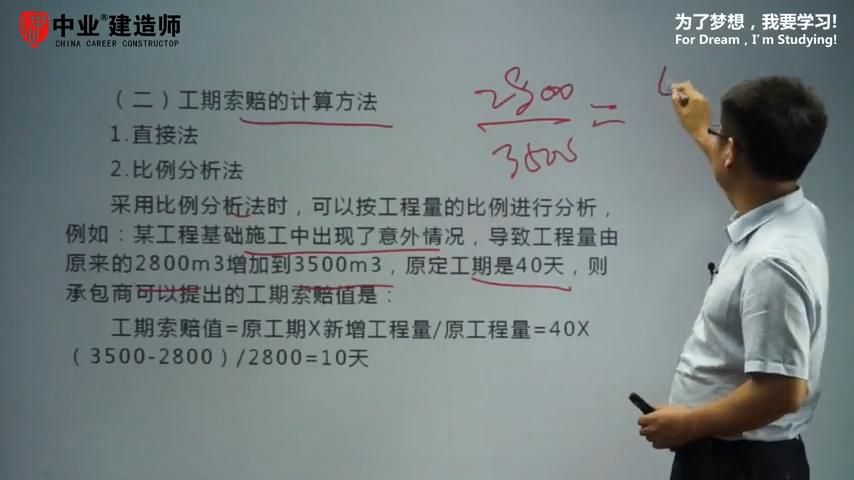 中业®建造师
CHINA CAREER CONSTRUCTOP
为了梦想，我要学习!
For Dream , I'm Studying!
（二）工期索赔的计算方法
1.直接法
2.比例分析法
采用比例分析法时，可以按工程量的比例进行分析，
例如：某工程基础施工中出现了意外情况，导致工程量由
原来的2800m3增加到3500m3，原定工期是40天，则
承包商可以提出的工期索赔值是：
工期索赔值=原工期X新增工程量/原工程量=40X
（3500-2800）/2800=10天
2800
3500
=